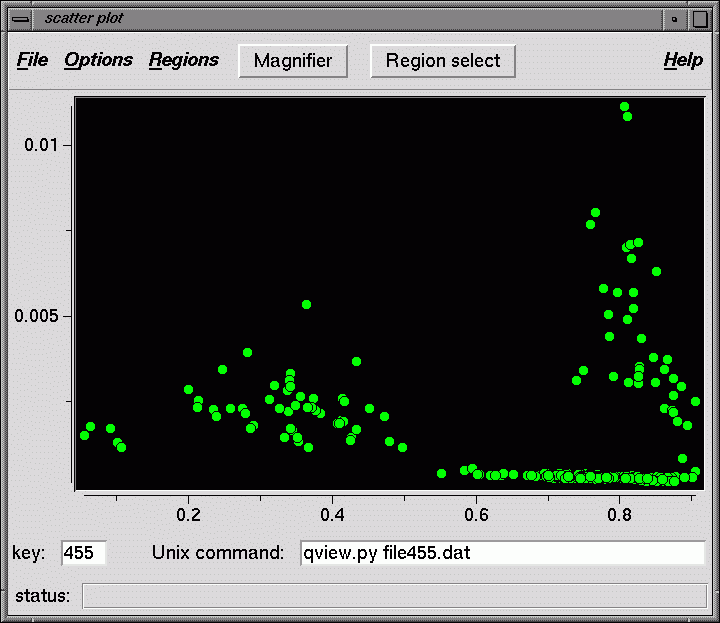 scatter plot
File Options Regions Magnifier Region select Help
0.01
0.005
0.2 0.4 0.6 0.8
key: 455 Unix command: qview.py file455.dat
status: